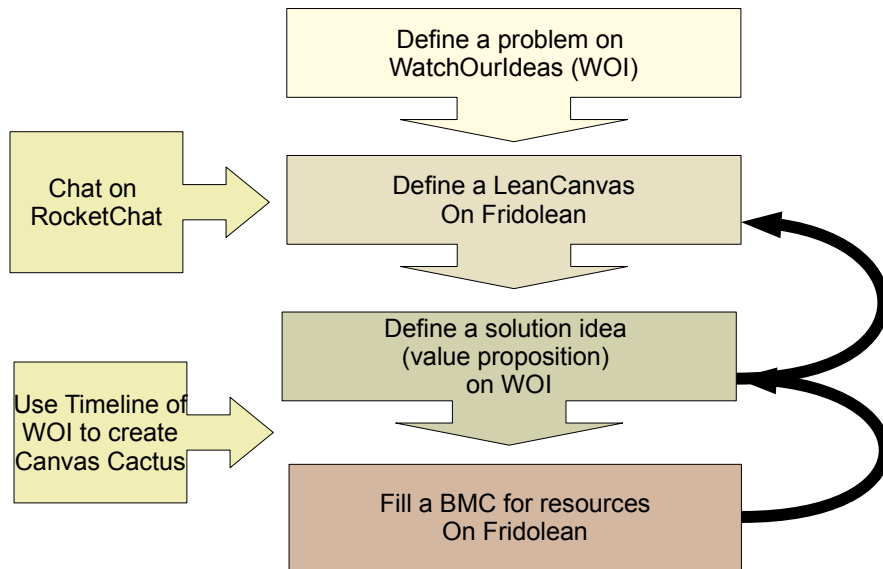 Define a problem on
WatchOurIdeas (WOI)
Chat on
RocketChat
Define a LeanCanvas
On Fridolean
Define a solution idea
(value proposition)
on WOI
Use Timeline of
WOI to create
Canvas Cactus
Fill a BMC for resources
On Fridolean